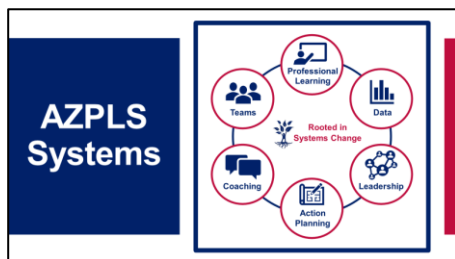 AZPLS
Systems
Professional
Learning
Teams
Data
Rooted in
Systems Change
Coaching
Leadership
Action
Planning